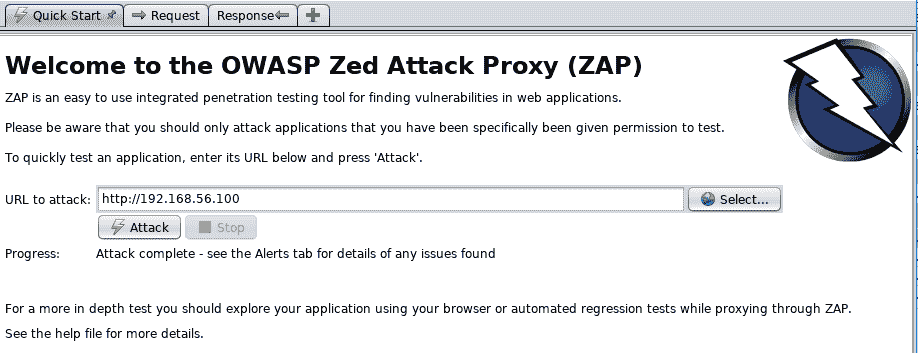 Quick Start Request Response
Welcome to the OWASP Zed Attack Proxy (ZAP)
ZAP is an easy to use integrated penetration testing tool for finding vulnerabilities in web applications.
Please be aware that you should only attack applications that you have been specifically been given permission to test.
To quickly test an application, enter its URL below and press 'Attack'.
URL to attack: http://192.168.56.100 Select...
Attack Stop
Progress: Attack complete - see the Alerts tab for details of any issues found
For a more in depth test you should explore your application using your browser or automated regression tests while proxying through ZAP.
See the help file for more details.